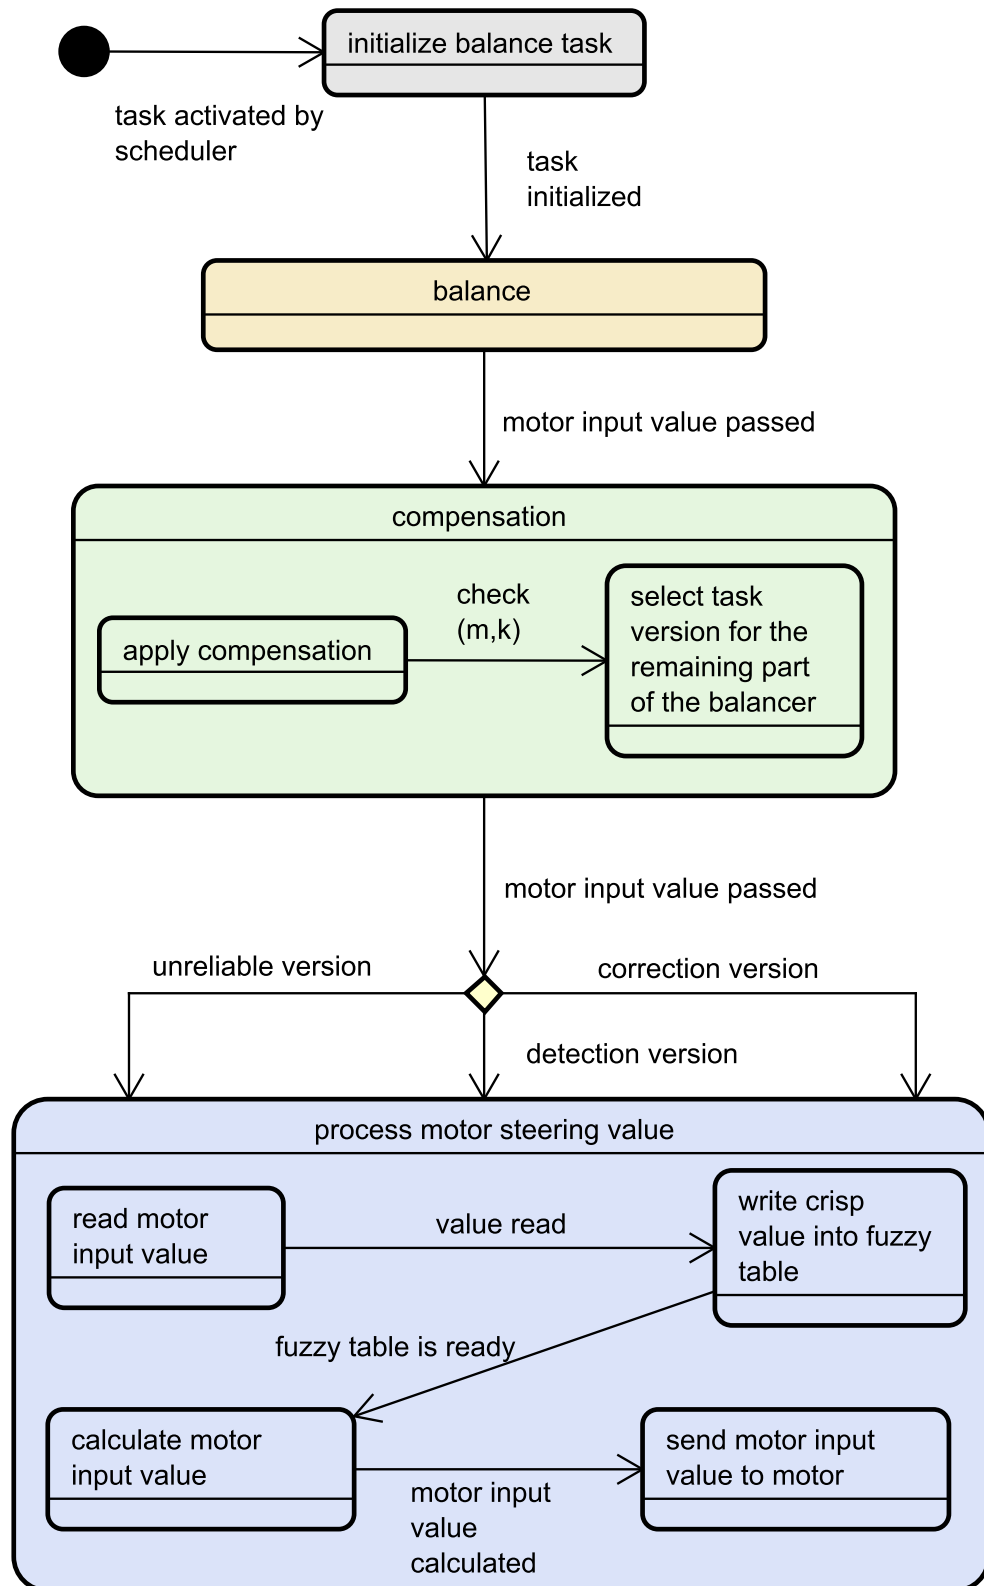 initialize balance task
task activated by
scheduler
task
initialized
balance
motor input value passed
compensation
apply compensation
check
(m,k)
select task
version for the
remaining part
of the balancer
motor input value passed
unreliable version
correction version
detection version
process motor steering value
read motor
input value
value read
write crisp
value into fuzzy
table
fuzzy table is ready
calculate motor
input value
motor input
value
calculated
send motor input
value to motor